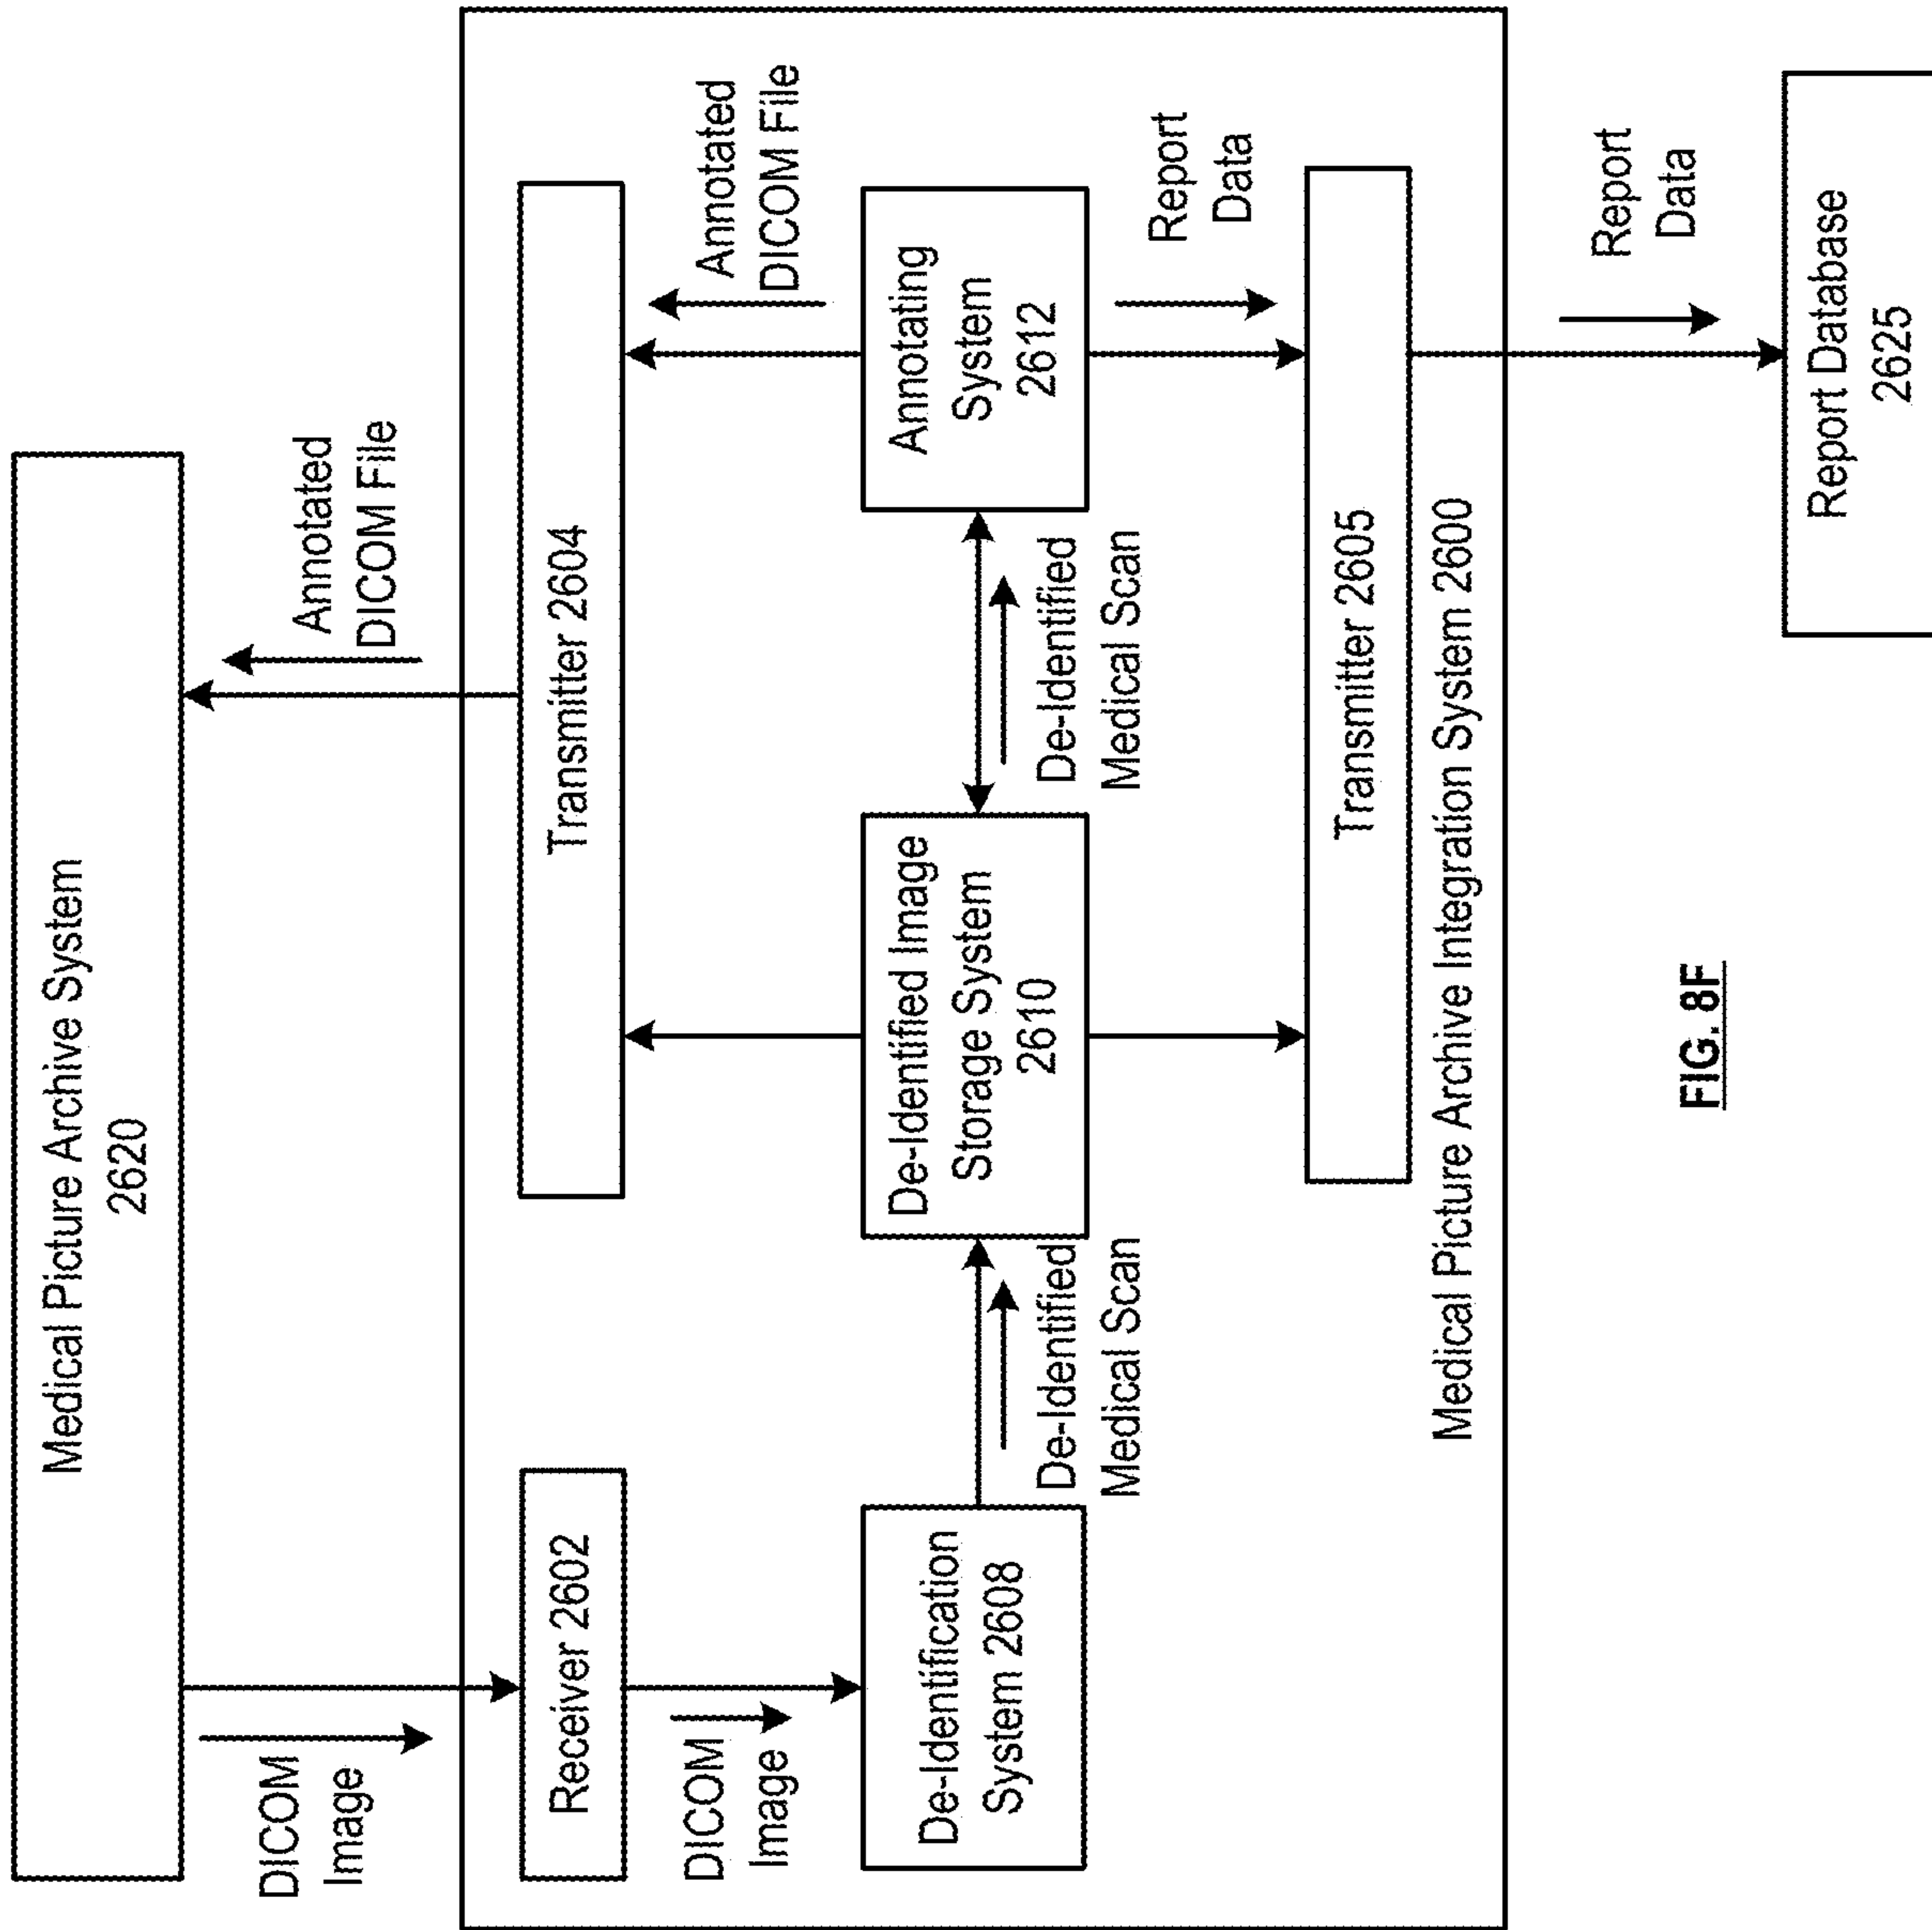 Medical Picture Archive System
2620
DICOM
Image
Annotated
DICOM File
Receiver 2602
Transmitter 2604
DICOM
Image
Annotated
DICOM File
De-Identification
System 2608
De-Identified Image
Storage System
2610
Annotating
System
2612
De-Identified
Medical Scan
De-Identified
Medical Scan
Report
Data
Transmitter 2605
Medical Picture Archive Integration System 2600
Report
Data
Report Database
2625
FIG. 8F